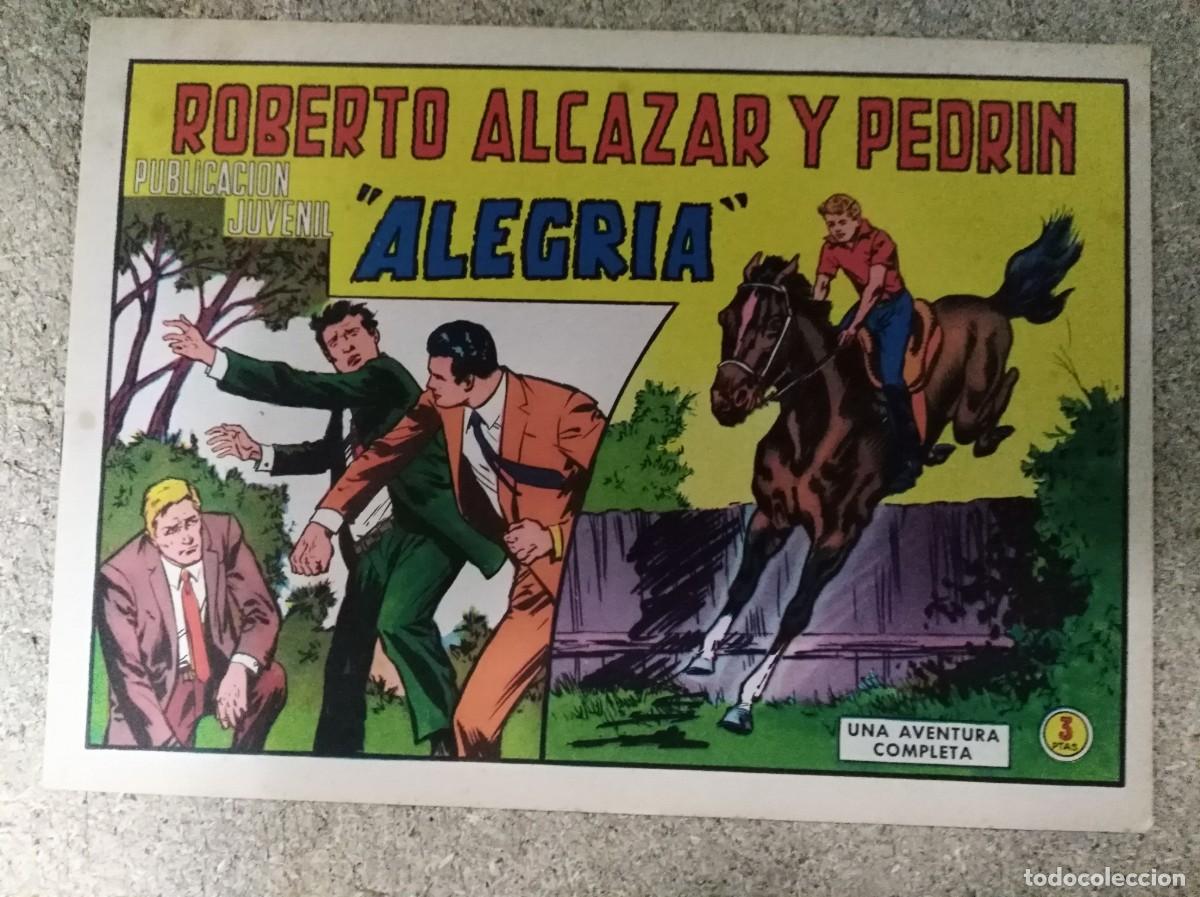 ROBERTO ALCAZAR Y PEDRIN
PUBLICACION
JUVENIL
"ALEGRIA"
UNA AVENTURA
COMPLETA
3
PTAS
todocoleccion